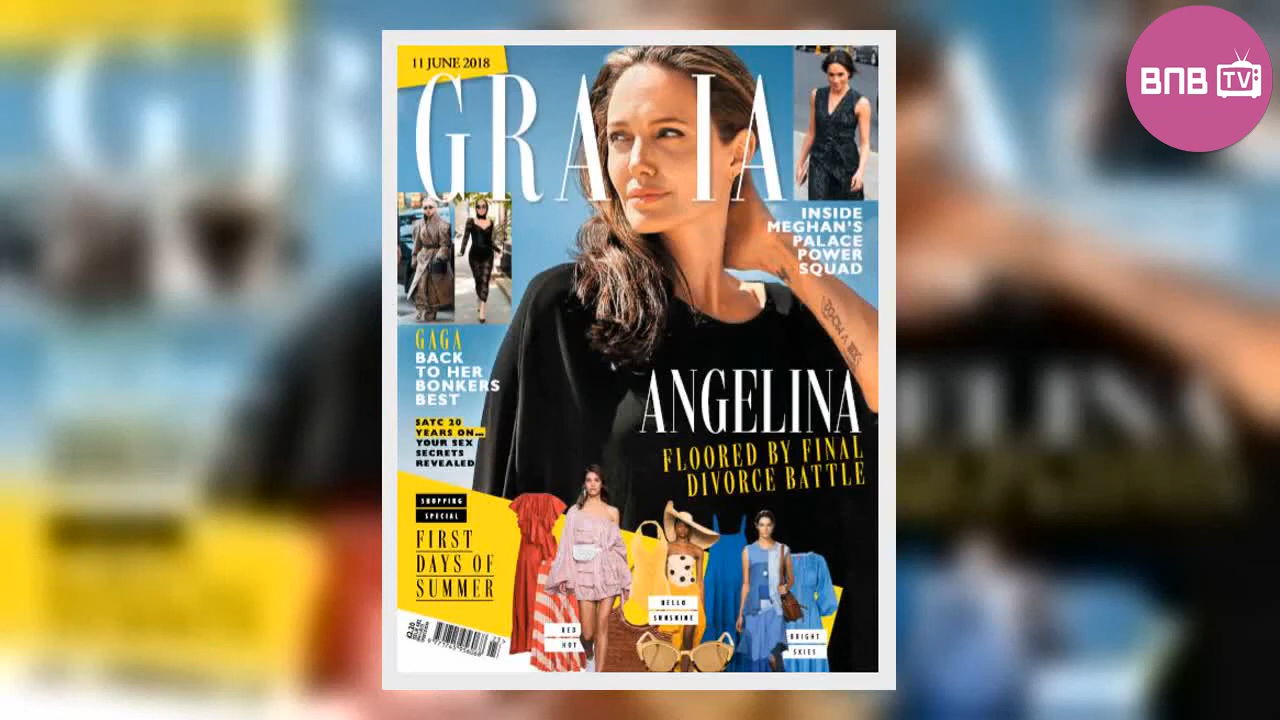 BNB TV
11 JUNE 2018
GRAZIA
INSIDE
MEGHAN'S
PALACE
POWER
SQUAD
GAGA
BACK
TO HER
BONKERS
BEST
SATC 20
YEARS ON...
YOUR SEX
SECRETS
REVEALED
ANGELINA
FLOORED BY FINAL
DIVORCE BATTLE
SHOPPING
SPECIAL
FIRST
DAYS OF
SUMMER
HELLO
SUNSHINE
RED
HOT
BRIGHT
SKIES